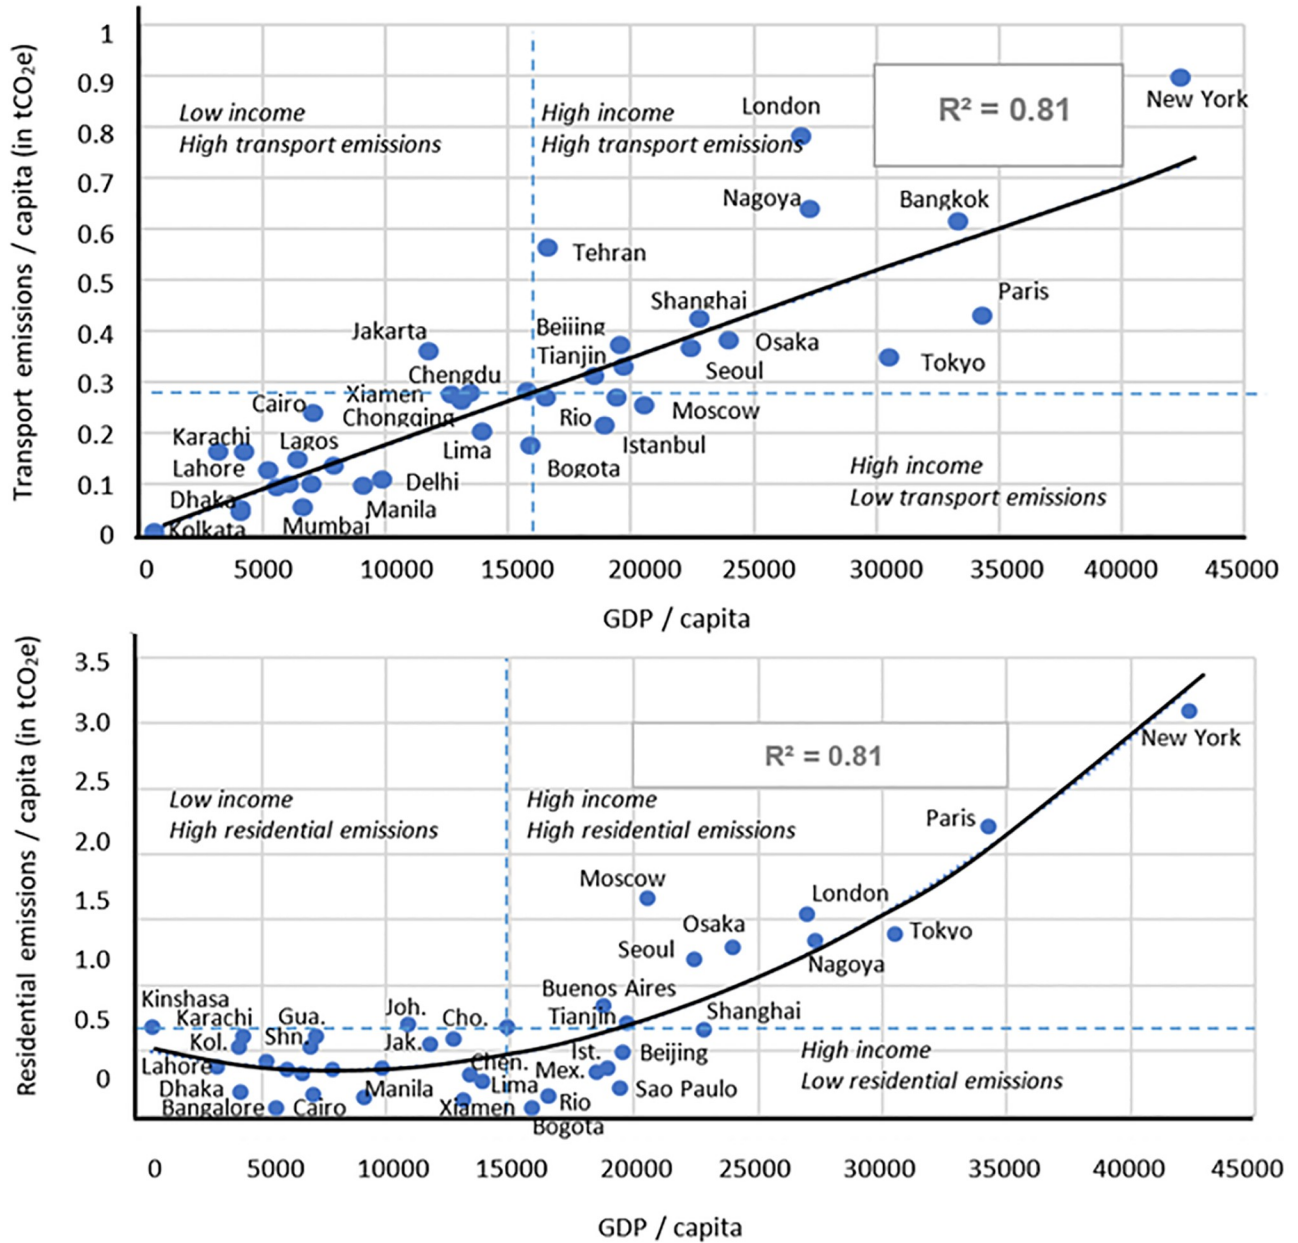 Transport emissions / capita (in tCO₂e)
1
0.9
0.8
0.7
0.6
0.5
0.4
0.3
0.2
0.1
0
Low income
High transport emissions
High income
High transport emissions
R² = 0.81
London
New York
Nagoya
Bangkok
Tehran
Paris
Shanghai
Jakarta
Beijing
Osaka
Tianjin
Tokyo
Chengdu
Seoul
Xiamen
Cairo
Chongqing
Rio
Moscow
Karachi
Lagos
Lima
Istanbul
Lahore
Bogota
High income
Low transport emissions
Delhi
Dhaka
Manila
Kolkata
Mumbai
0 5000 10000 15000 20000 25000 30000 35000 40000 45000
GDP / capita
Residential emissions / capita (in tCO₂e)
3.5
3.0
2.5
2.0
1.5
1.0
0.5
0
R² = 0.81
New York
Low income
High residential emissions
High income
High residential emissions
Paris
Moscow
London
Osaka
Tokyo
Seoul
Nagoya
Kinshasa
Buenos Aires
Karachi
Gua.
Joh.
Cho.
Tianjin
Shanghai
Kol.
Shn.
Jak.
Ist.
Beijing
High income
Low residential emissions
Lahore
Chen.
Mex.
Dhaka
Manila
Lima
Sao Paulo
Bangalore
Cairo
Xiamen
Rio
Bogota
0 5000 10000 15000 20000 25000 30000 35000 40000 45000
GDP / capita